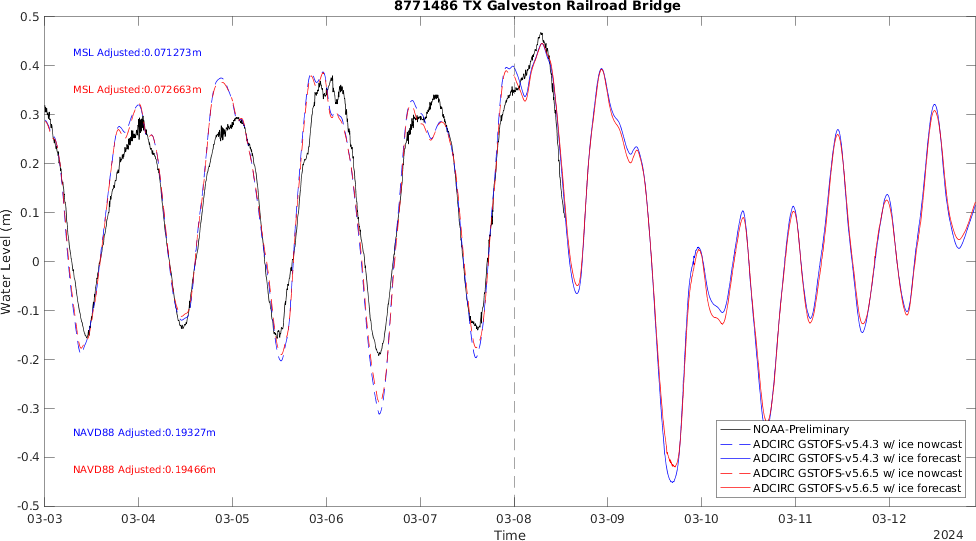 8771486 TX Galveston Railroad Bridge
0.5
0.4
0.3
0.2
0.1
0
-0.1
-0.2
-0.3
-0.4
-0.5
Water Level (m)
MSL Adjusted:0.071273m
MSL Adjusted:0.072663m
NAVD88 Adjusted:0.19327m
NAVD88 Adjusted:0.19466m
NOAA-Preliminary
ADCIRC GSTOFS-v5.4.3 w/ ice nowcast
ADCIRC GSTOFS-v5.4.3 w/ ice forecast
ADCIRC GSTOFS-v5.6.5 w/ ice nowcast
ADCIRC GSTOFS-v5.6.5 w/ ice forecast
03-03 03-04 03-05 03-06 03-07 03-08 03-09 03-10 03-11 03-12
Time
2024